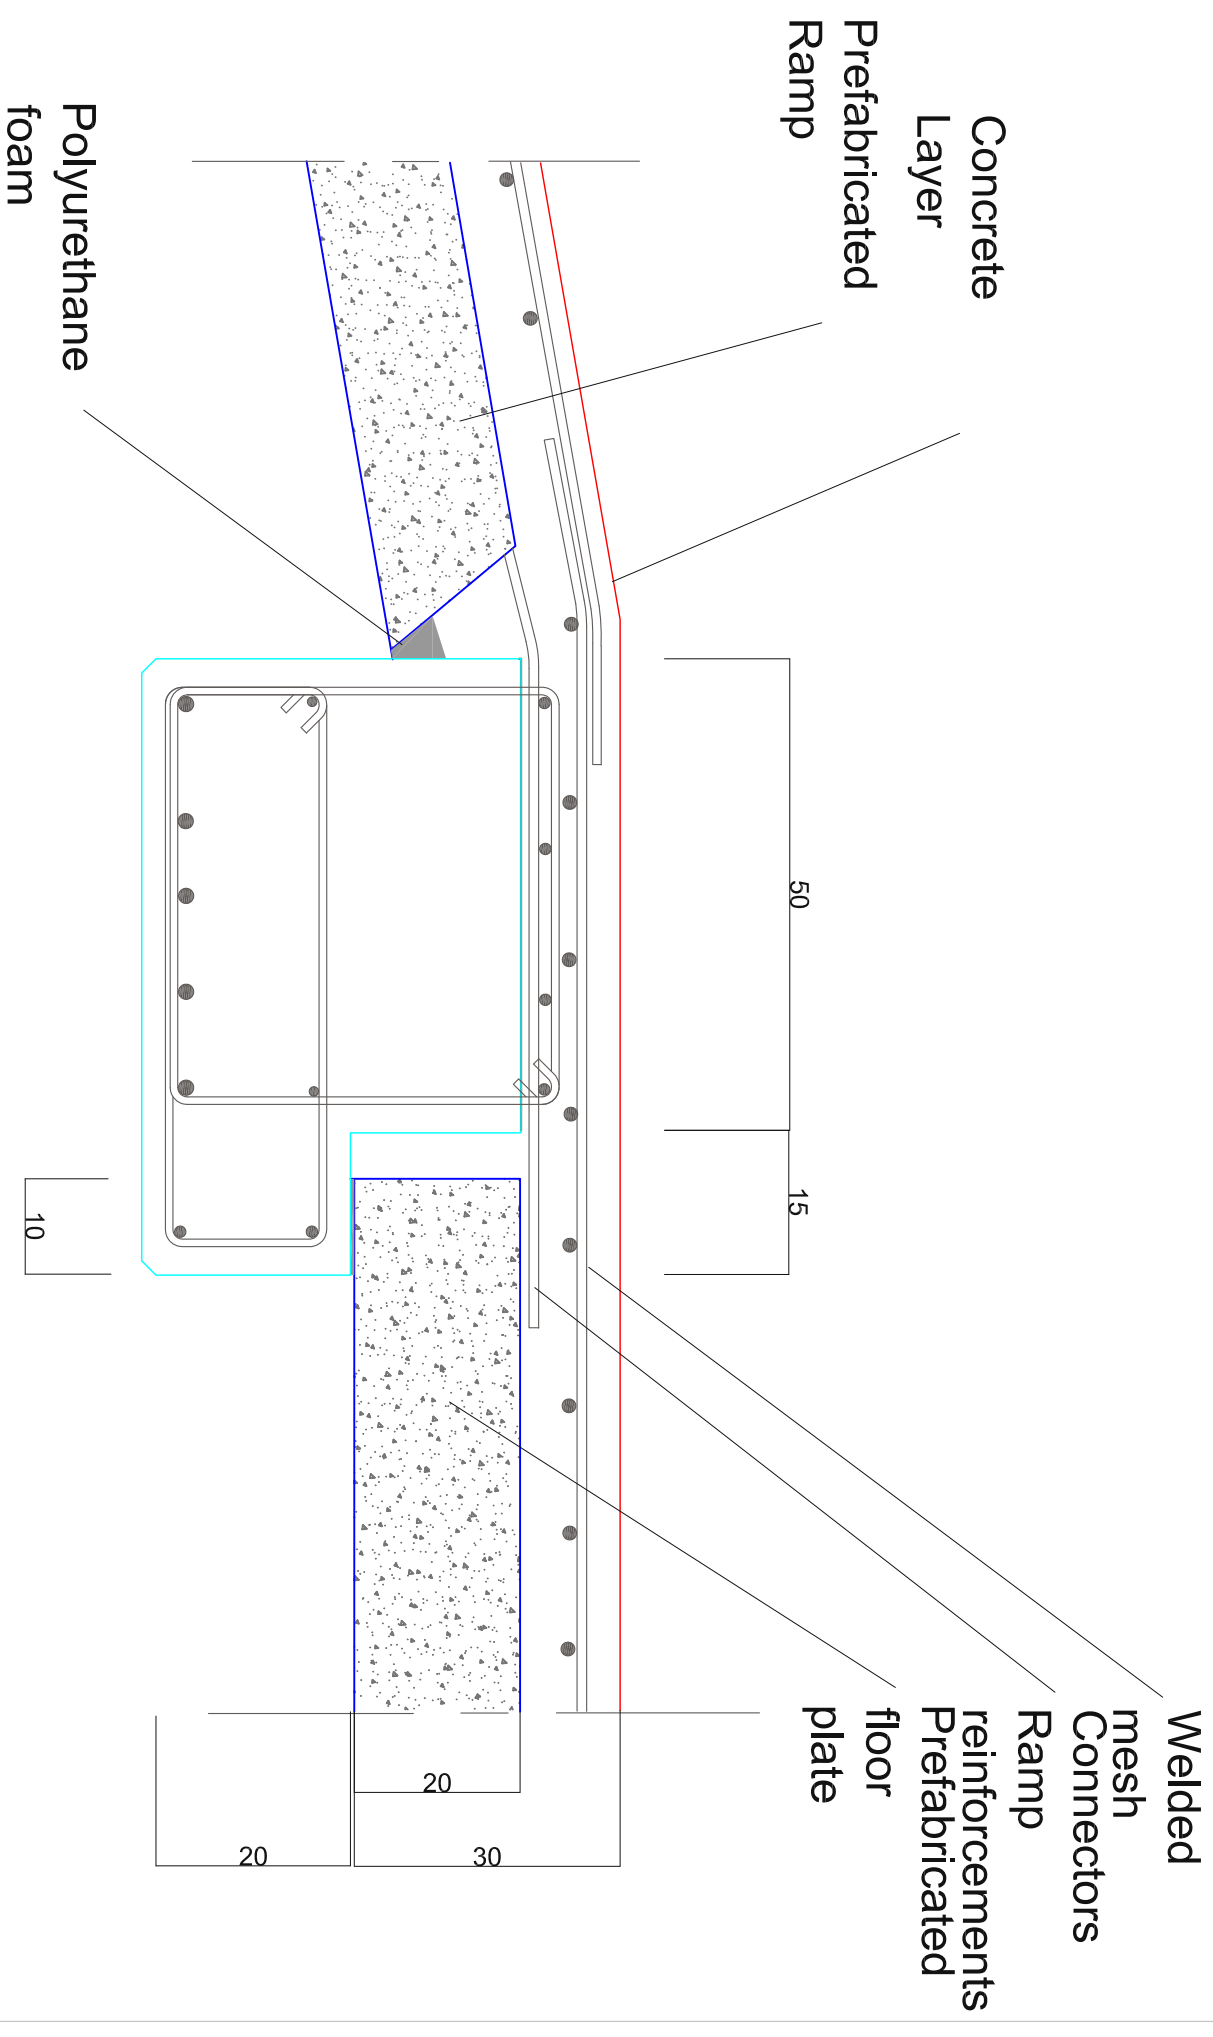 Concrete
Layer
Prefabricated
Ramp
Polyurethane
foam
50
15
10
Welded
mesh
Connectors
Ramp
reinforcements
Prefabricated
floor
plate
20
30
20